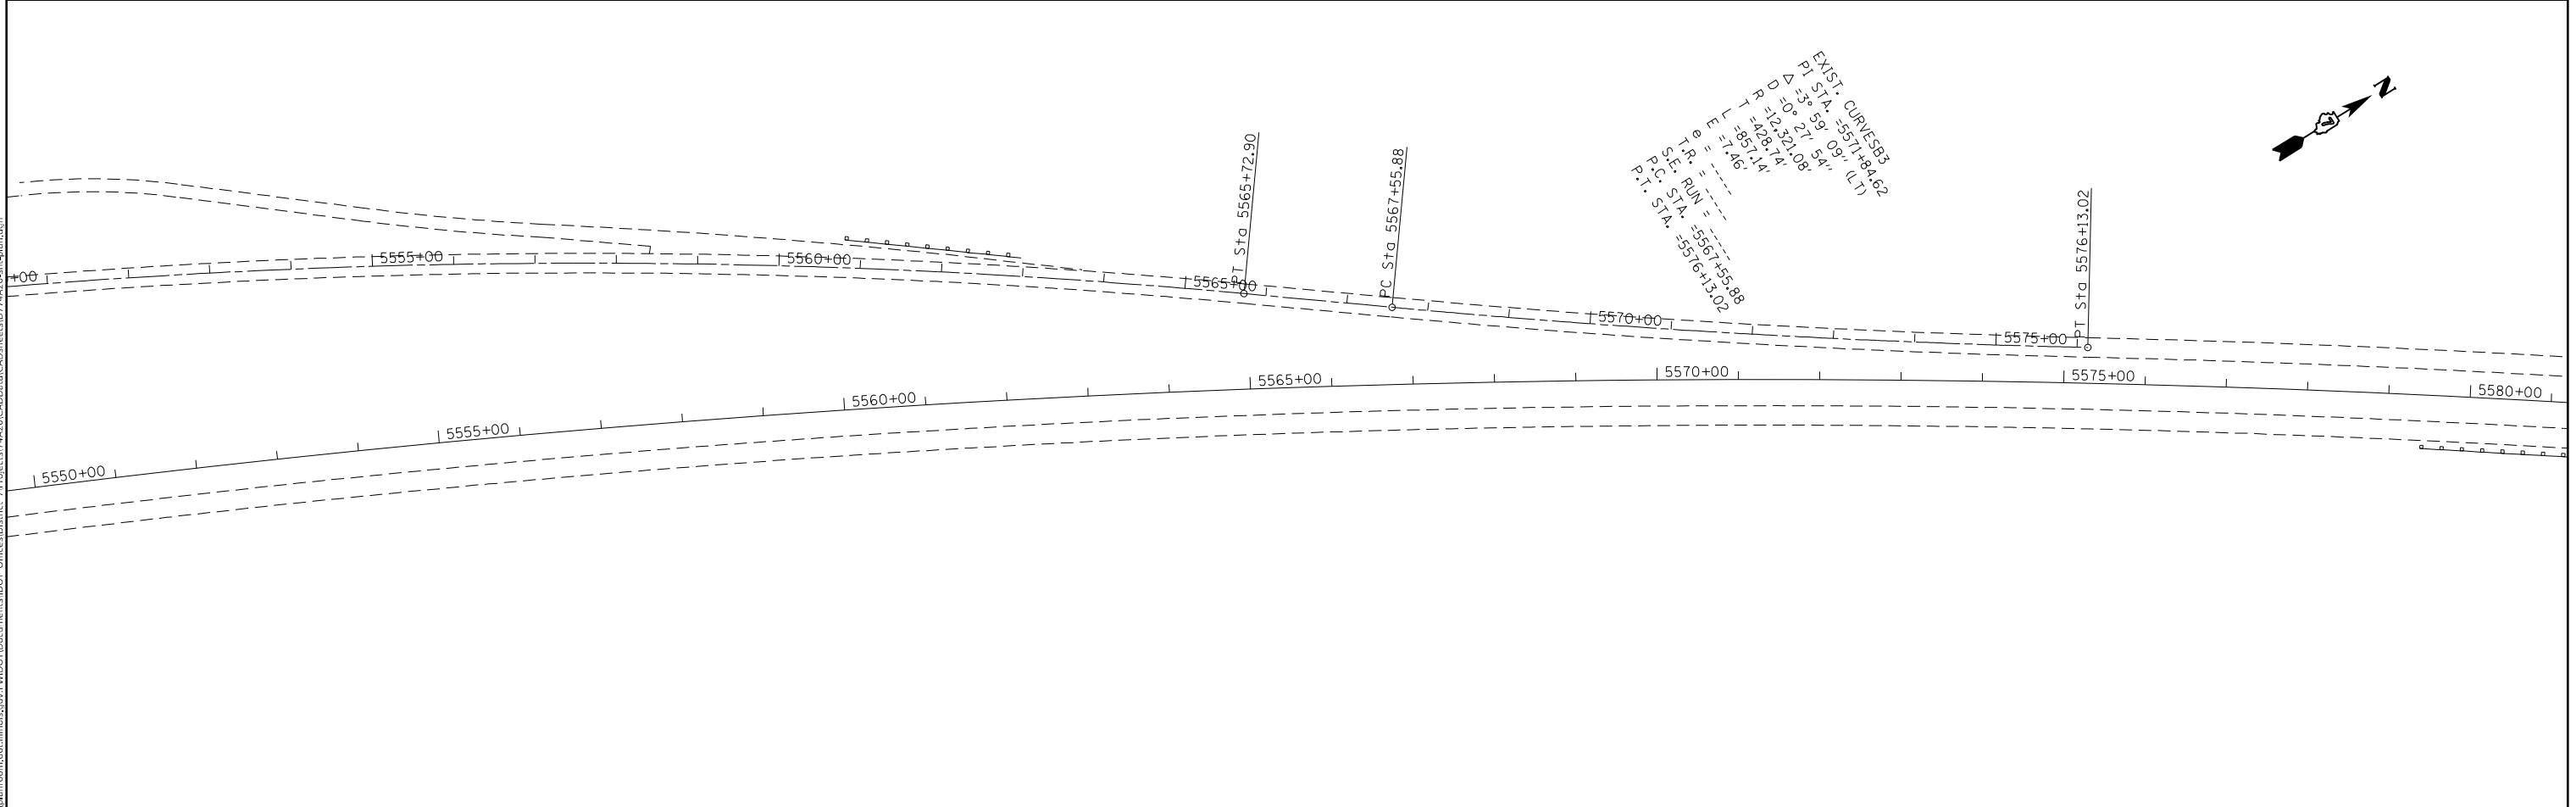 EXIST. CURVESB3
PI STA. =5571+84.62
△ =3° 59' 09'' (LT)
D =0° 27' 54''
R =12,321.08'
T =428.74'
L =857.14'
E =7.46'
e = -----
T.R. = -----
S.E. RUN = -----
P.C. STA. =5567+55.88
P.T. STA. =5576+13.02
N
7
PT Sta 5565+72.90
PC Sta 5567+55.88
PT Sta 5576+13.02
+00
5555+00
5560+00
5565+00
5570+00
5575+00
5550+00
5555+00
5560+00
5565+00
5570+00
5575+00
5580+00